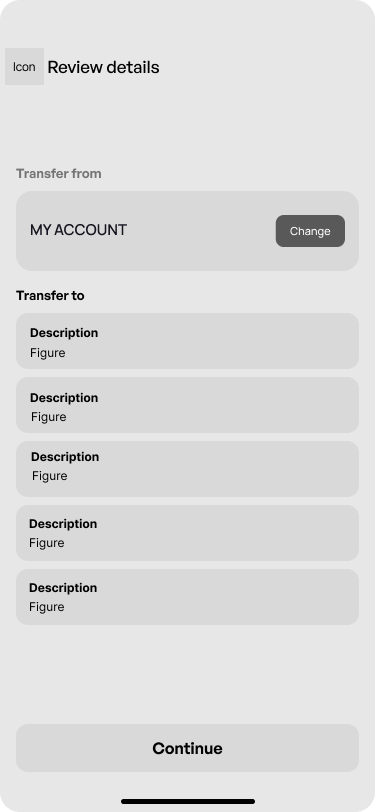 Icon Review details
Transfer from
MY ACCOUNT Change
Transfer to
Description
Figure
Description
Figure
Description
Figure
Description
Figure
Description
Figure
Continue